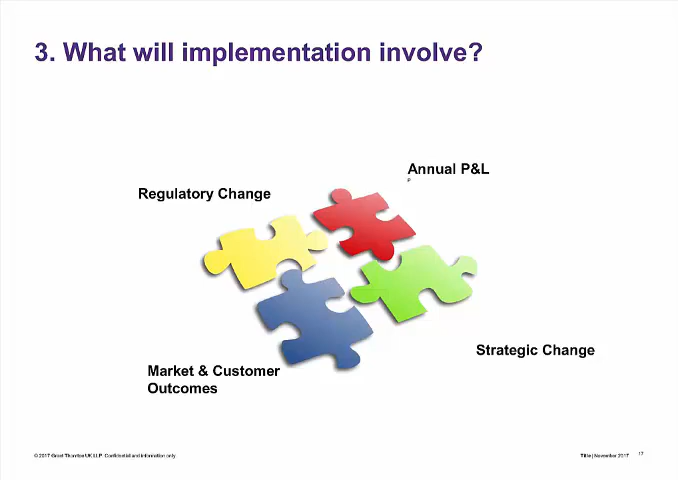 3. What will implementation involve?
Annual P&L
P
Regulatory Change
Strategic Change
Market & Customer
Outcomes
© 2017 Grant Thornton UK LLP. Confidential and information only.
Title | November 2017
17